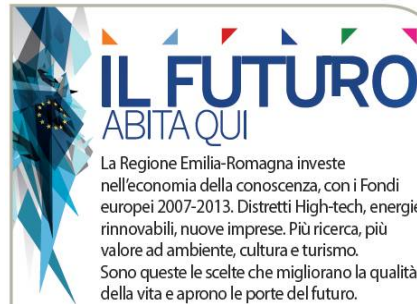 IL FUTURO
ABITA QUI
La Regione Emilia-Romagna investe
nell'economia della conoscenza, con i Fondi
europei 2007-2013. Distretti High-tech, energie
rinnovabili, nuove imprese. Più ricerca, più
valore ad ambiente, cultura e turismo.
Sono queste le scelte che migliorano la qualità
della vita e aprono le porte del futuro.